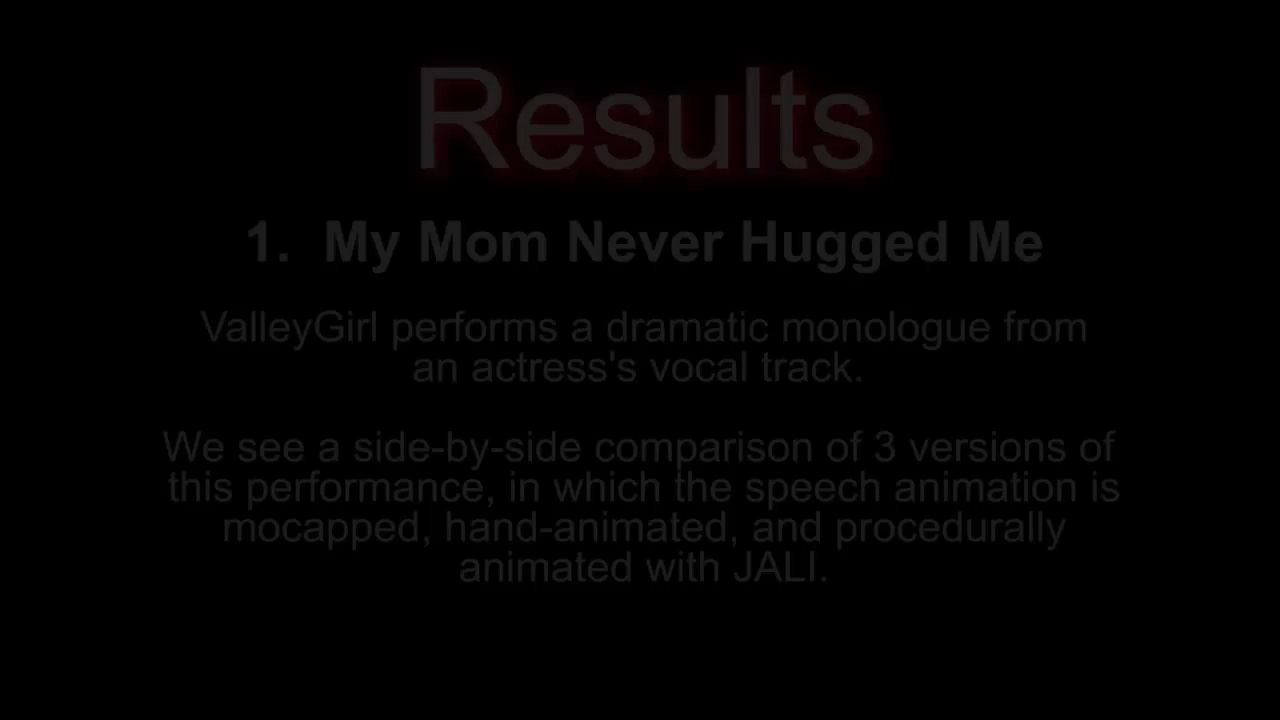 Results
1. My Mom Never Hugged Me
ValleyGirl performs a dramatic monologue from
an actress's vocal track.
We see a side-by-side comparison of 3 versions of
this performance, in which the speech animation is
mocapped, hand-animated, and procedurally
animated with JALI.